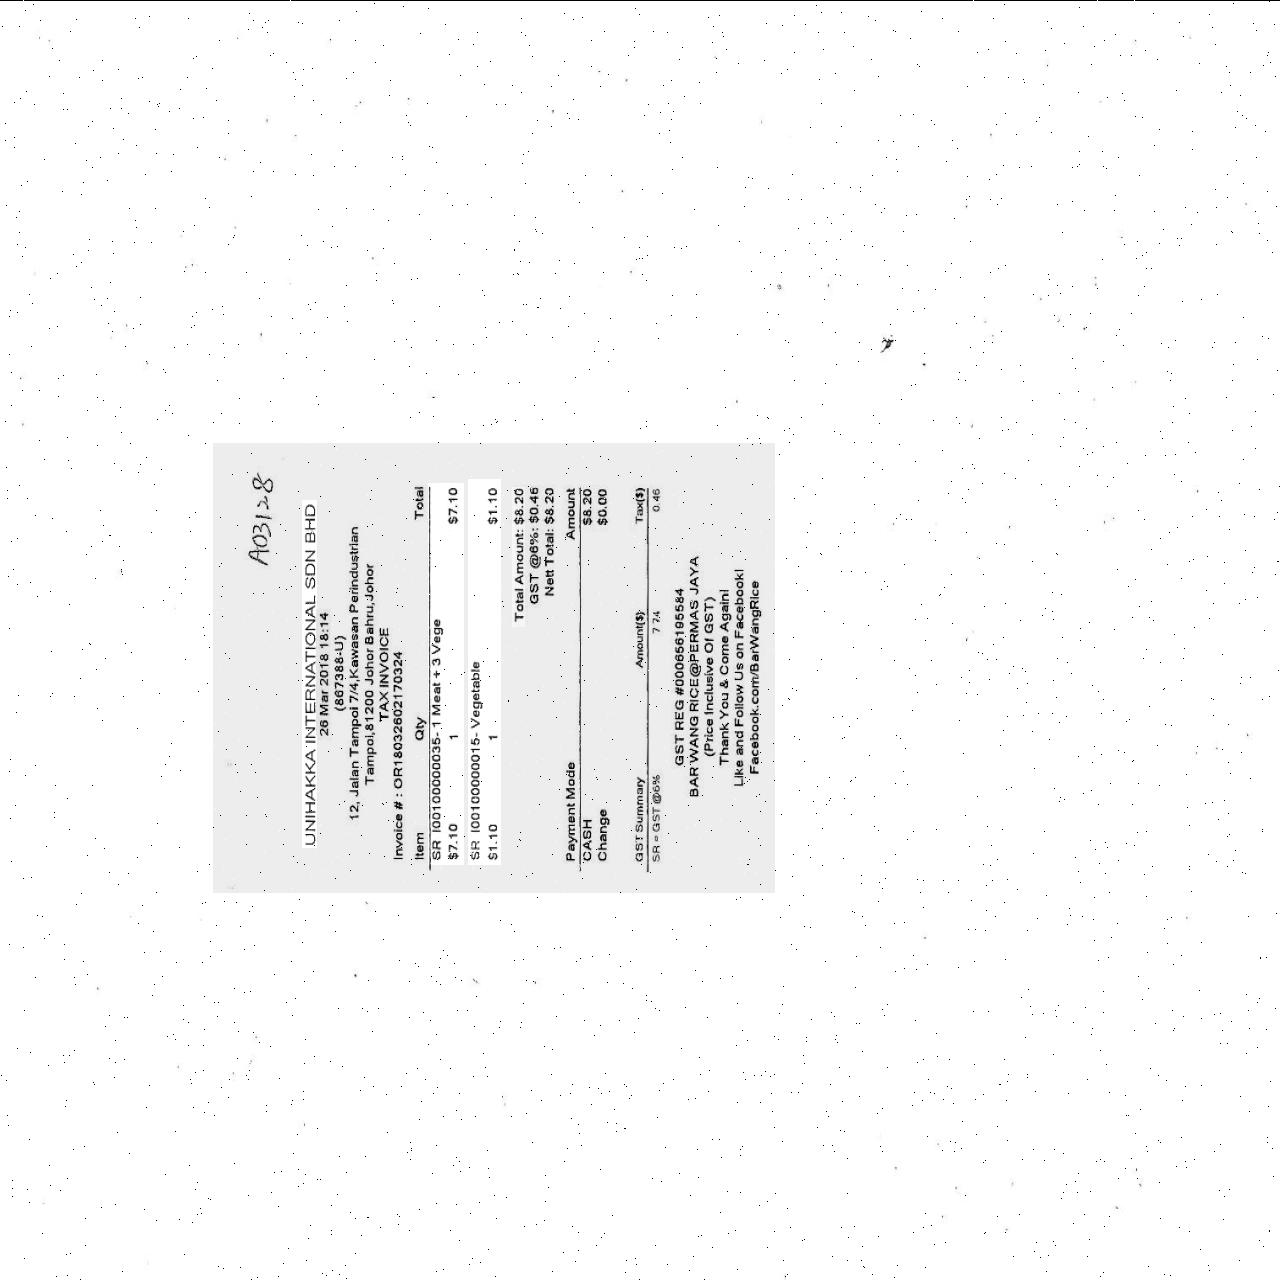 A03128
UNIHAKKA INTERNATIONAL SDN BHD
26 Mar 2018 18:14
(867388-U)
12, Jalan Tampoi 7/4,Kawasan Perindustrian
Tampoi,81200 Johor Bahru,Johor
TAX INVOICE
Invoice # : OR18032602170324
Item Qty Total
SR I00100000035- 1 Meat + 3 Vege
$7.10 1 $7.10
SR I00100000015- Vegetable
$1.10 1 $1.10
Total Amount: $8.20
GST @6%: $0.46
Nett Total: $8.20
Payment Mode Amount
CASH $8.20
Change $0.00
GST Summary Amount($) Tax($)
SR = GST @6% 7.74 0.46
GST REG #000656195584
BAR WANG RICE@PERMAS JAYA
(Price Inclusive Of GST)
Thank You & Come Again!
Like and Follow Us on Facebook!
Facebook.com/BarWangRice